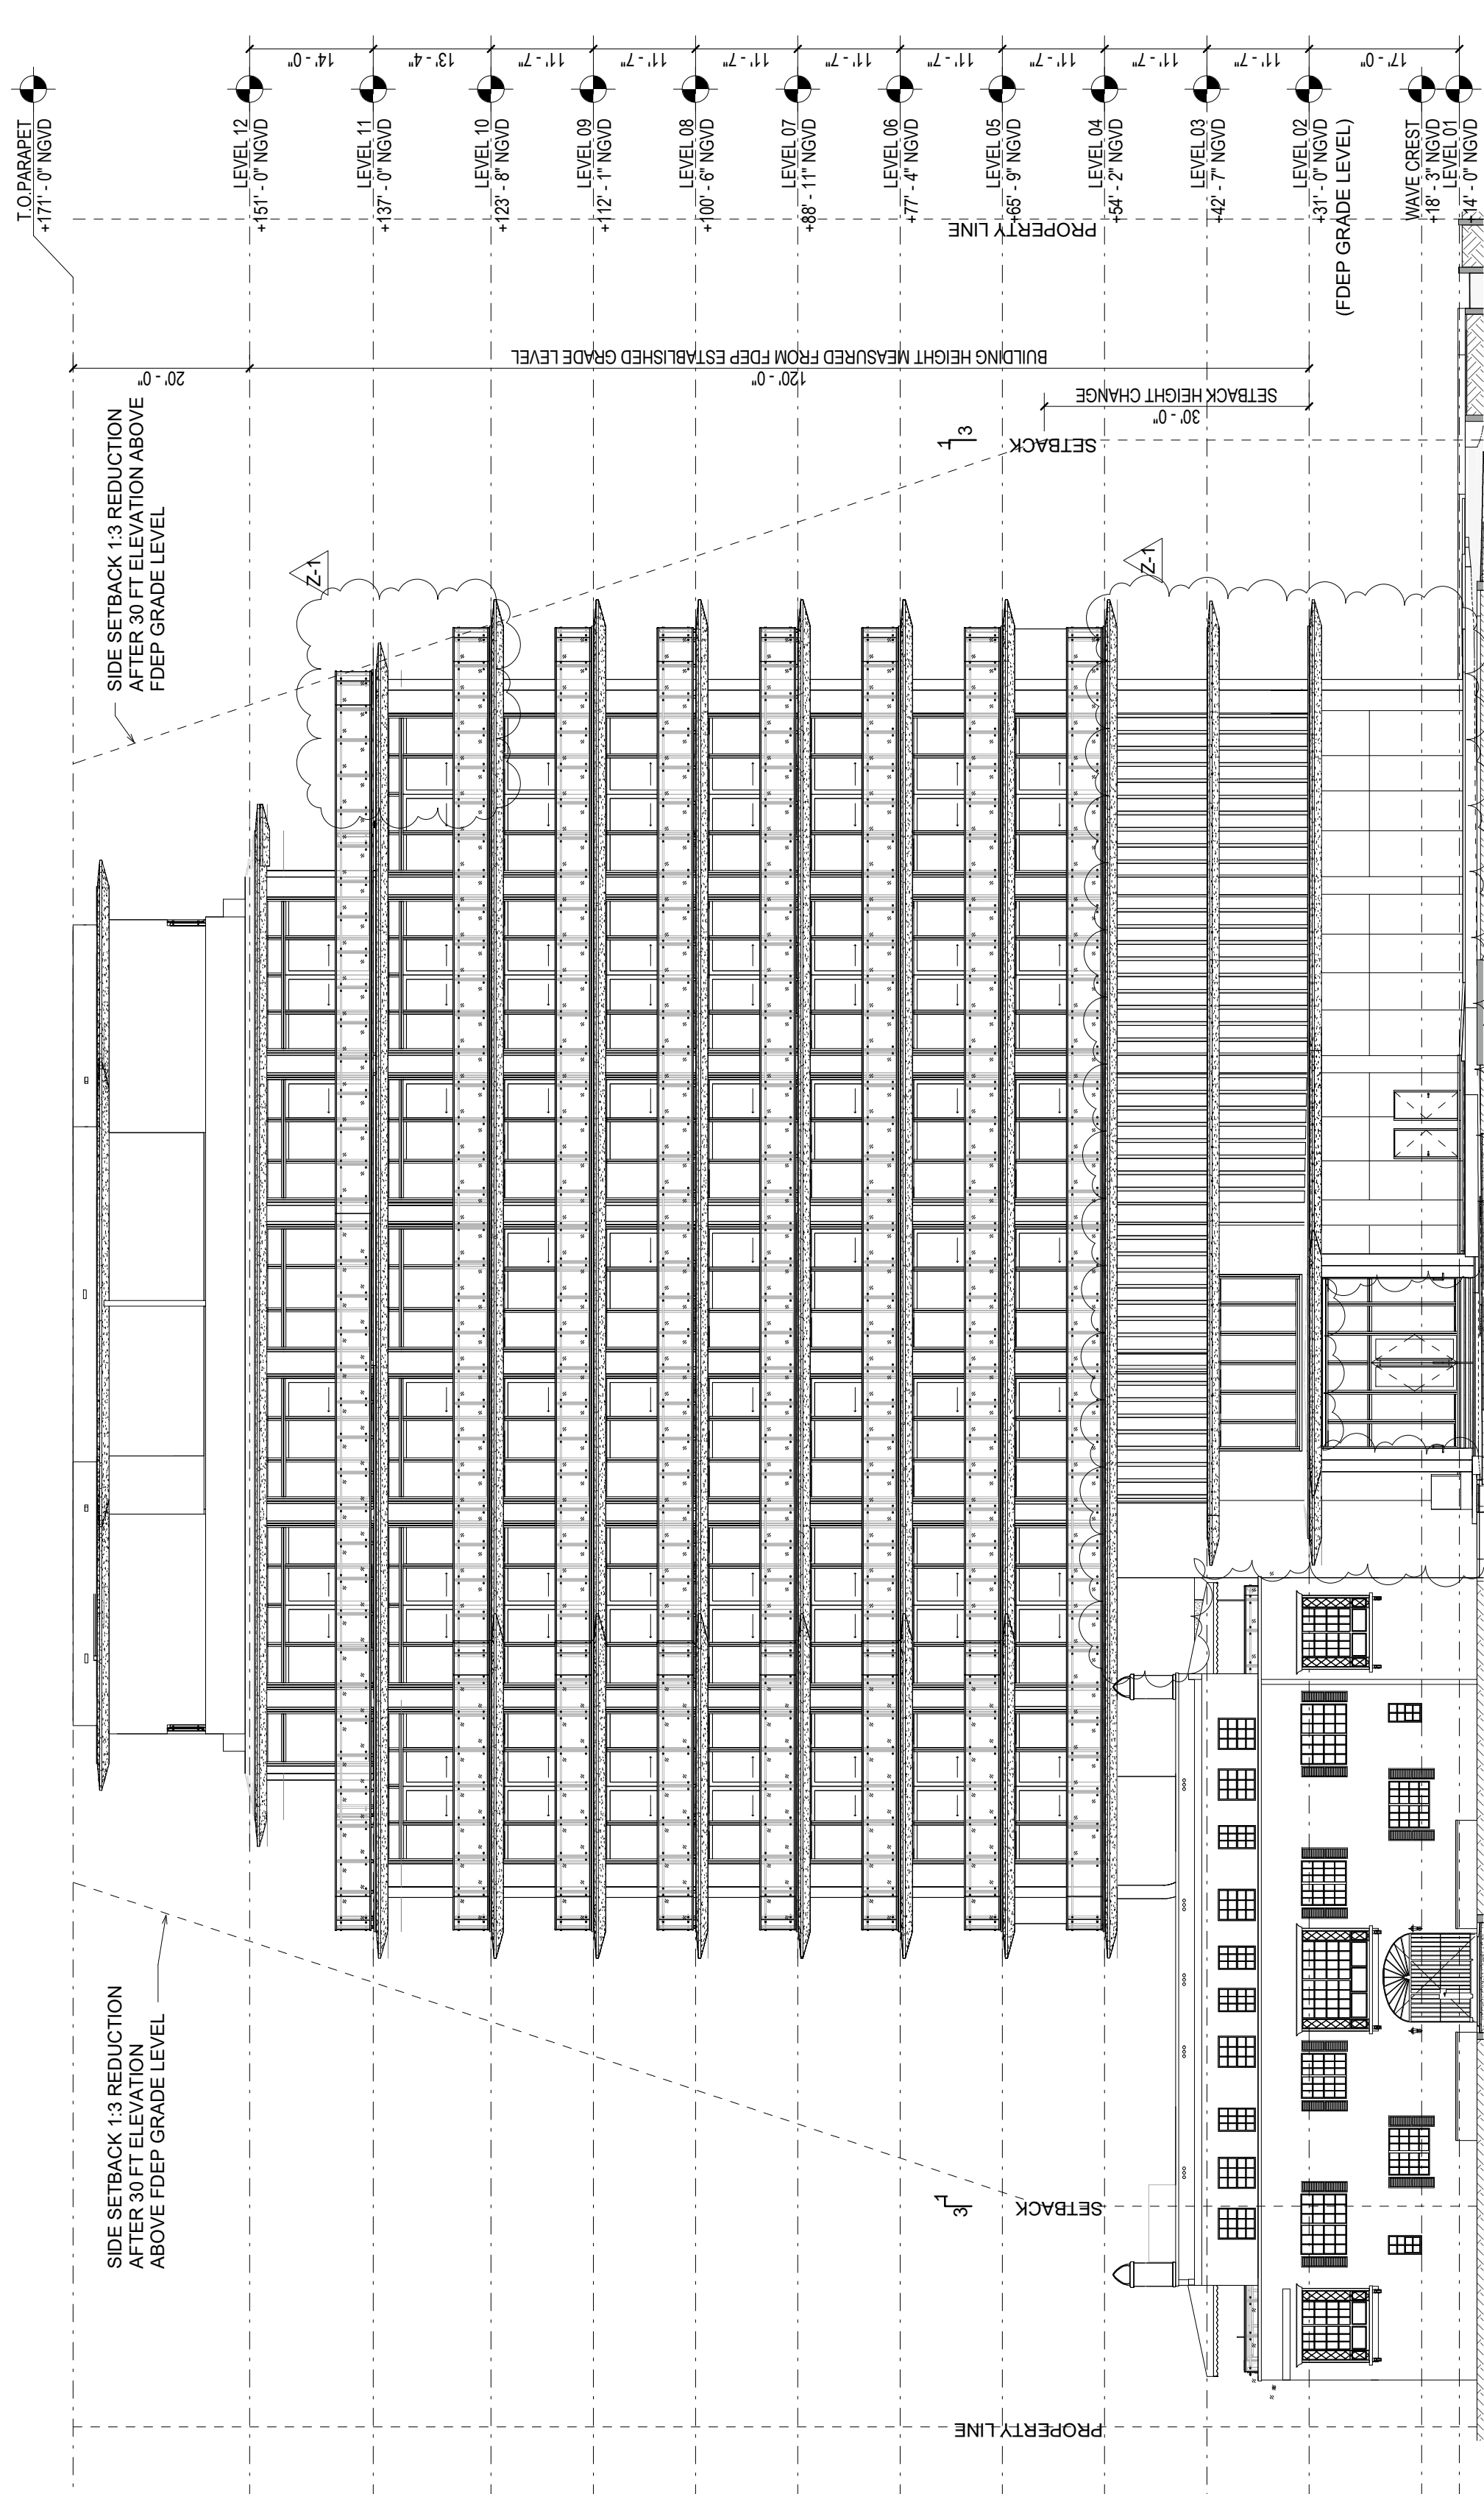 T.O.PARAPET
+171' - 0" NGVD
LEVEL 12
+151' - 0" NGVD
LEVEL 11
+137' - 0" NGVD
LEVEL 10
+123' - 8" NGVD
LEVEL 09
+112' - 1" NGVD
LEVEL 08
+100' - 6" NGVD
LEVEL 07
+88' - 11" NGVD
LEVEL 06
+77' - 4" NGVD
LEVEL 05
+65' - 9" NGVD
LEVEL 04
+54' - 2" NGVD
LEVEL 03
+42' - 7" NGVD
LEVEL 02
+31' - 0" NGVD
(FDEP GRADE LEVEL)
WAVE CREST
+18' - 3" NGVD
LEVEL 01
+14' - 0" NGVD
14' - 0"
13' - 4"
11' - 7"
11' - 7"
11' - 7"
11' - 7"
11' - 7"
11' - 7"
11' - 7"
11' - 7"
17' - 0"
PROPERTY LINE
BUILDING HEIGHT MEASURED FROM FDEP ESTABLISHED GRADE LEVEL
20' - 0"
120' - 0"
SETBACK HEIGHT CHANGE
30' - 0"
SIDE SETBACK 1:3 REDUCTION
AFTER 30 FT ELEVATION ABOVE
FDEP GRADE LEVEL
1
3
SETBACK
Z-1
Z-1
SIDE SETBACK 1:3 REDUCTION
AFTER 30 FT ELEVATION
ABOVE FDEP GRADE LEVEL
1
3
SETBACK
PROPERTY LINE